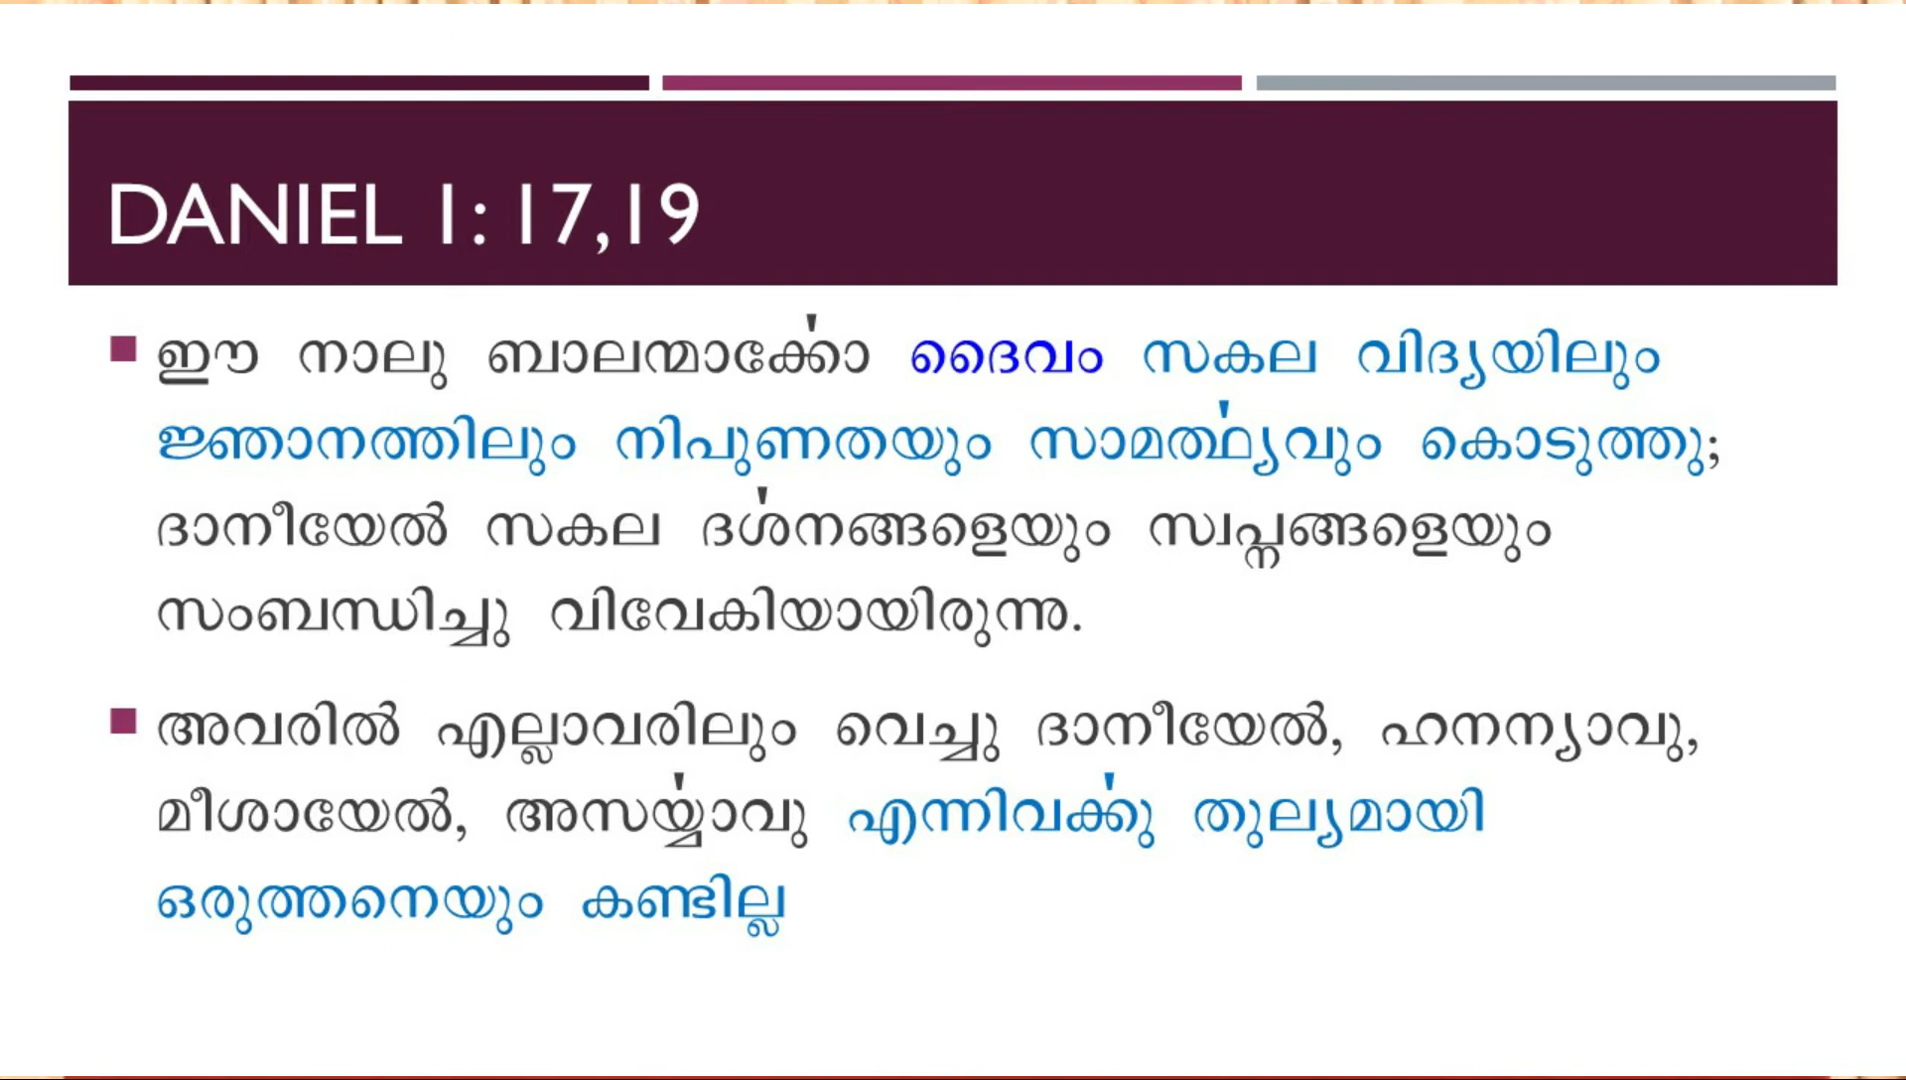 DANIEL 1: 17,19
ഈ നാലു ബാലന്മാൎക്കോ ദൈവം സകല വിദ്യയിലും
ജ്ഞാനത്തിലും നിപുണതയും സാമൎത്ഥ്യവും കൊടുത്തു;
ദാനീയേൽ സകല ദൎശനങ്ങളെയും സ്വപ്നങ്ങളെയും
സംബന്ധിച്ചു വിവേകിയായിരുന്നു.
അവരിൽ എല്ലാവരിലും വെച്ചു ദാനീയേൽ, ഹനന്യാവു,
മീശായേൽ, അസൎയ്യാവു എന്നിവൎക്കു തുല്യമായി
ഒരുത്തനെയും കണ്ടില്ല